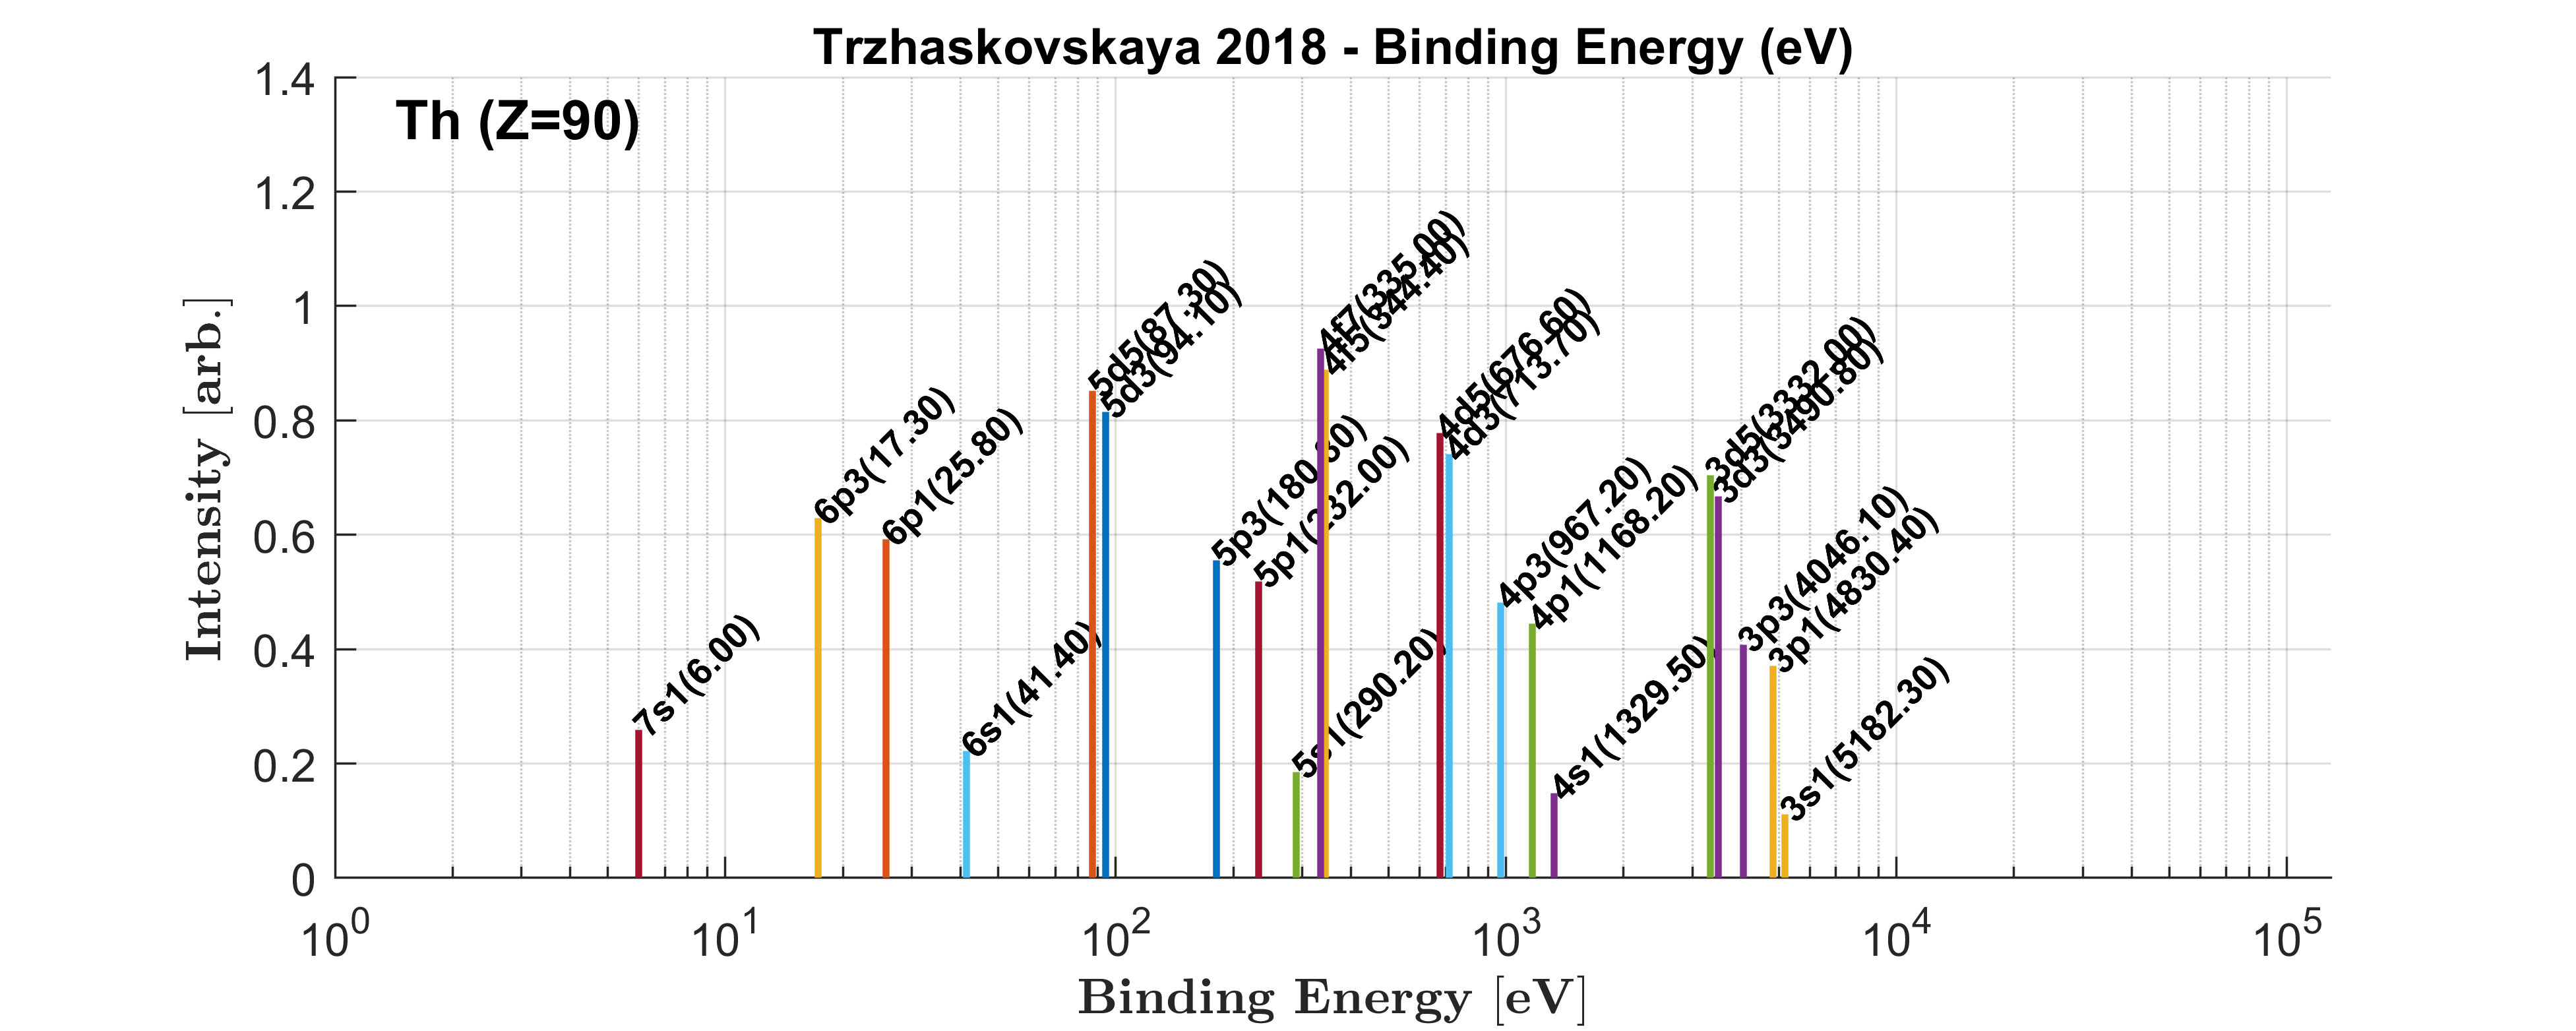 Trzhaskovskaya 2018 - Binding Energy (eV)
Th (Z=90)
Intensity [arb.]
1.4
1.2
1
0.8
0.6
0.4
0.2
0
7s1(6.00)
6p3(17.30)
6p1(25.80)
6s1(41.40)
5d5(87.30)
5d3(94.10)
5p3(180.30)
5p1(232.00)
5s1(290.20)
4f7(335.00)
4f5(344.40)
4d5(676.60)
4d3(713.70)
4p3(967.20)
4p1(1168.20)
4s1(1329.50)
3d5(3332.00)
3d3(3490.80)
3p3(4046.10)
3p1(4830.40)
3s1(5182.30)
10^0 10^1 10^2 10^3 10^4 10^5
Binding Energy [eV]